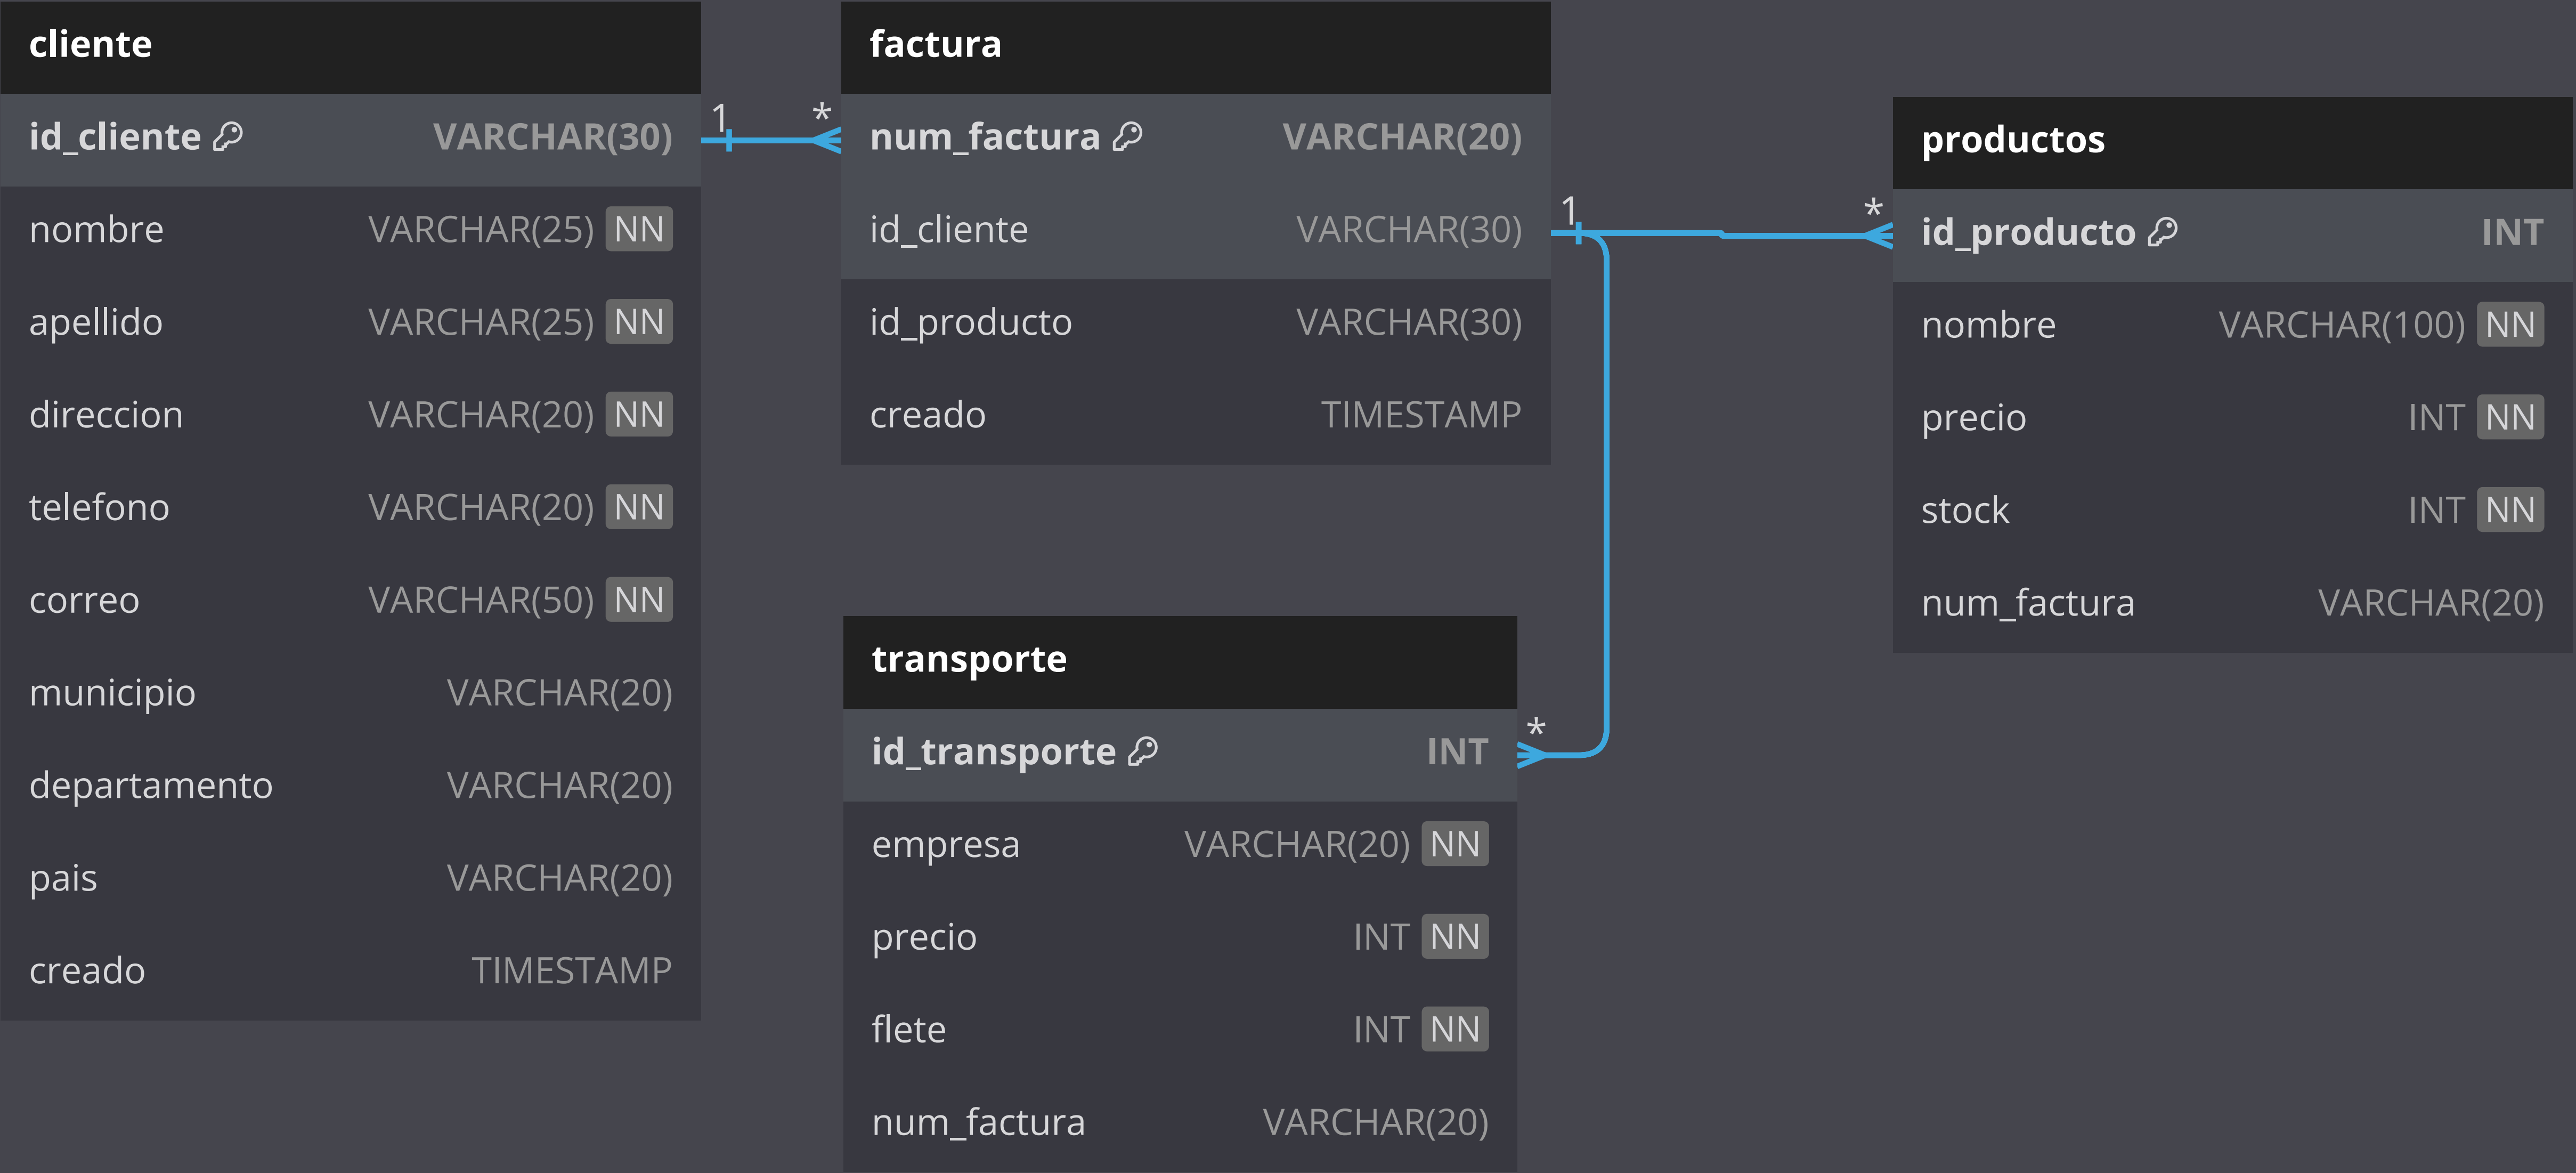 cliente
id_cliente VARCHAR(30)
nombre VARCHAR(25) NN
apellido VARCHAR(25) NN
direccion VARCHAR(20) NN
telefono VARCHAR(20) NN
correo VARCHAR(50) NN
municipio VARCHAR(20)
departamento VARCHAR(20)
pais VARCHAR(20)
creado TIMESTAMP
1 *
factura
num_factura VARCHAR(20)
id_cliente VARCHAR(30)
id_producto VARCHAR(30)
creado TIMESTAMP
1 *
productos
id_producto INT
nombre VARCHAR(100) NN
precio INT NN
stock INT NN
num_factura VARCHAR(20)
transporte
*
id_transporte INT
empresa VARCHAR(20) NN
precio INT NN
flete INT NN
num_factura VARCHAR(20)